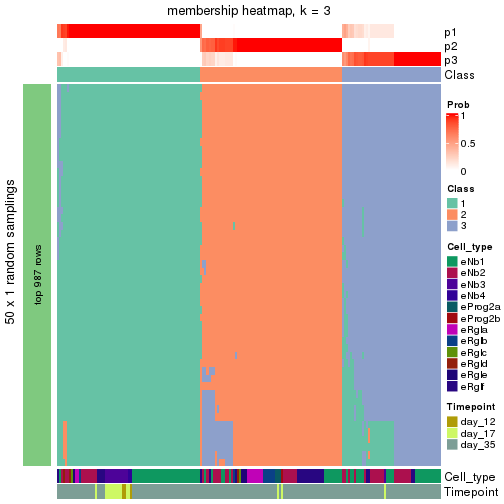 membership heatmap, k = 3
p1
p2
p3
Class
50 x 1 random samplings
top 987 rows
Prob
1
0.5
0
Class
1
2
3
Cell_type
eNb1
eNb2
eNb3
eNb4
eProg2a
eProg2b
eRgla
eRglb
eRglc
eRgld
eRgle
eRglf
Timepoint
day_12
day_17
day_35
Cell_type
Timepoint